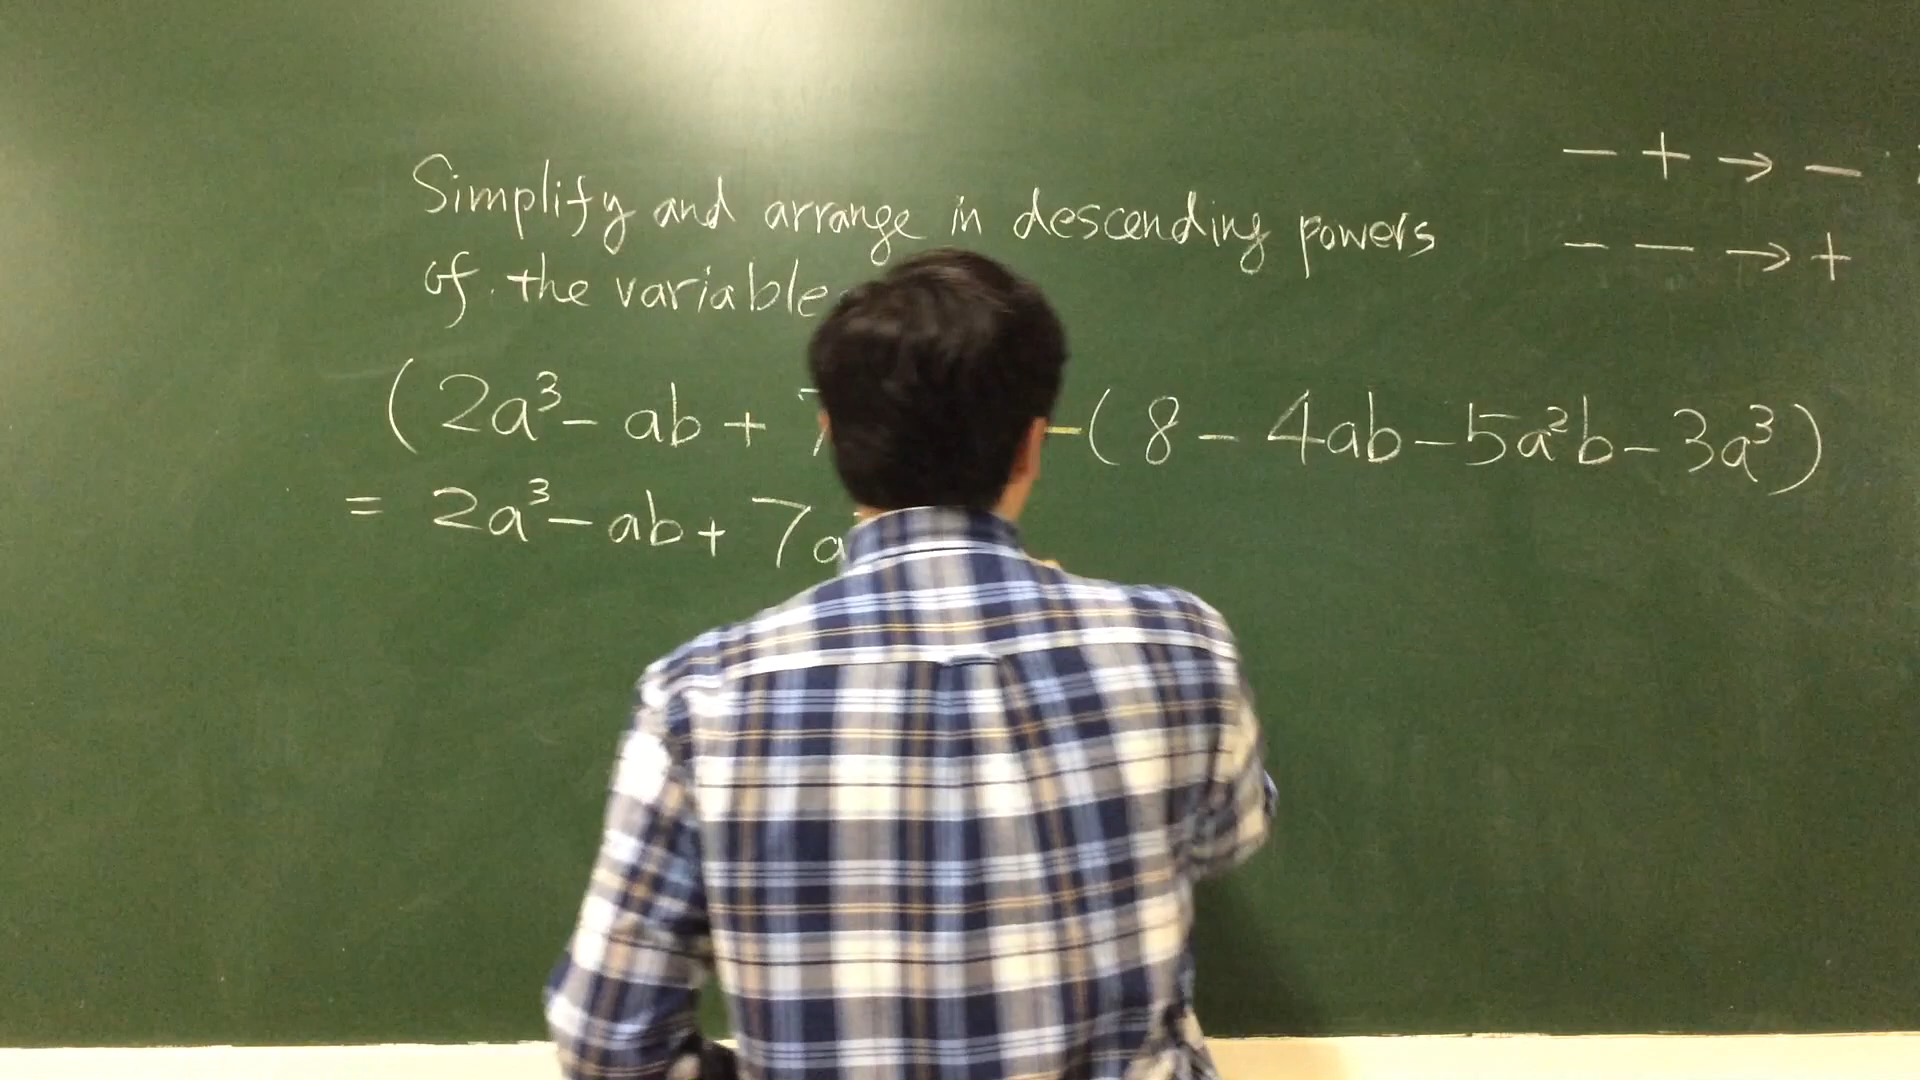 Simplify and arrange in descending powers
of the variable
(2a³ - ab + 7 -(8 - 4ab - 5a²b - 3a³)
= 2a³ - ab + 7a
- + → -
- - → +